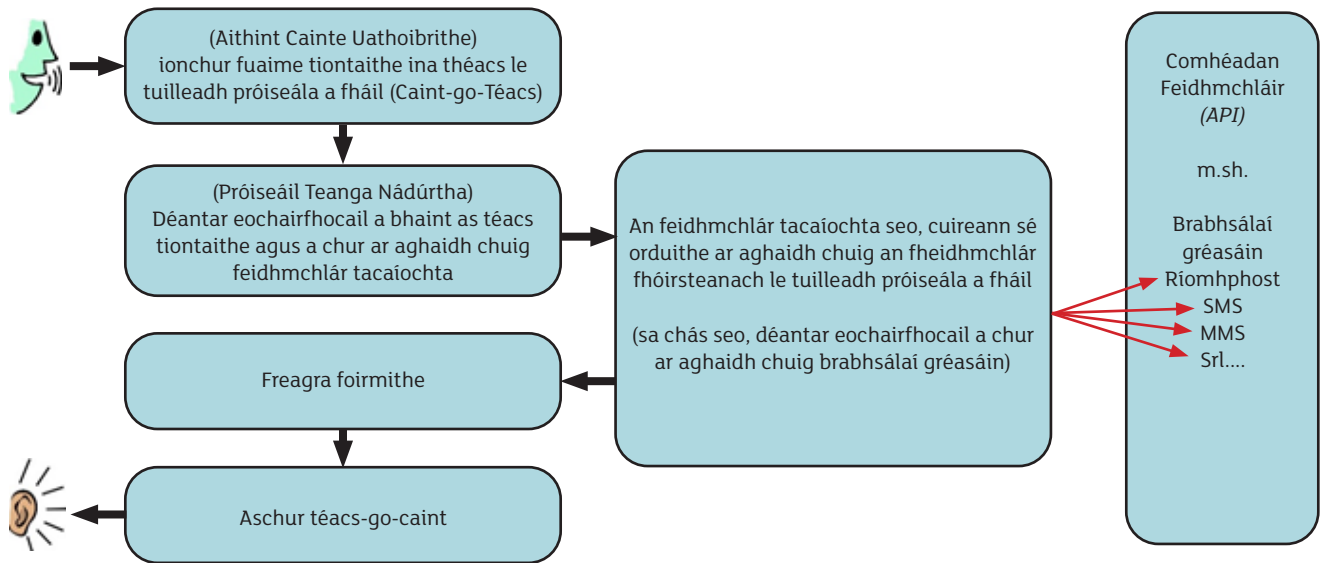 (Aithint Cainte Uathoibrithe)
ionchur fuaime tiontaithe ina théacs le
tuilleadh próiseála a fháil (Caint-go-Téacs)
(Próiseáil Teanga Nádúrtha)
Déantar eochairfhocail a bhaint as téacs
tiontaithe agus a chur ar aghaidh chuig
feidhmchlár tacaíochta
An feidhmchlár tacaíochta seo, cuireann sé
orduithe ar aghaidh chuig an fheidhmchlár
fhóirsteanach le tuilleadh próiseála a fháil
(sa chás seo, déantar eochairfhocail a chur
ar aghaidh chuig brabhsálaí gréasáin)
Comhéadan
Feidhmchláir
(API)
m.sh.
Brabhsálaí
gréasáin
Ríomhphost
SMS
MMS
Srl....
Freagra foirmithe
Aschur téacs-go-caint